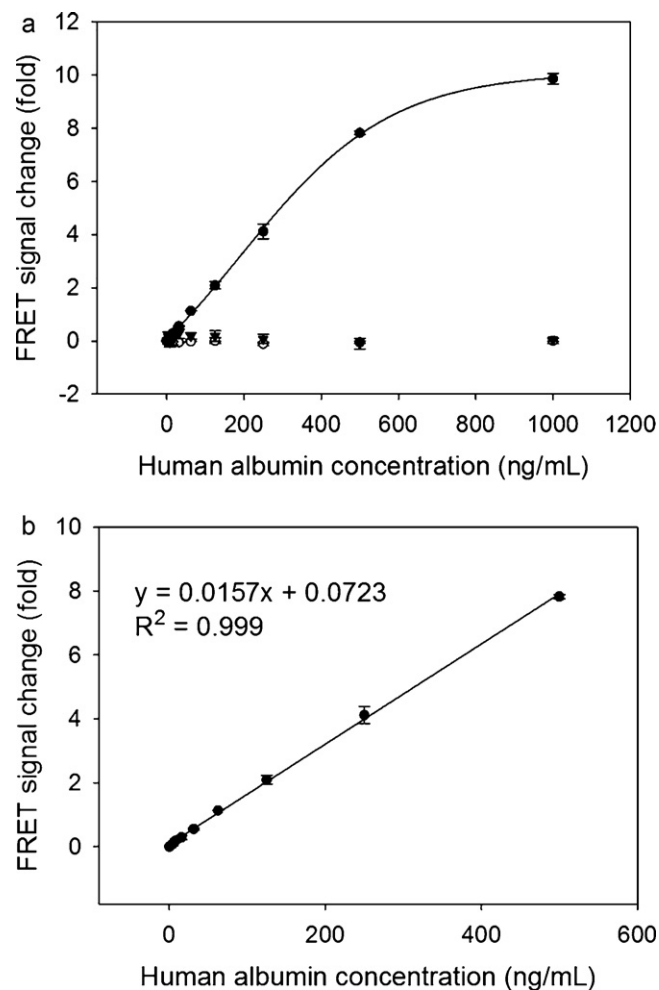 a
FRET signal change (fold)
12
10
8
6
4
2
0
-2
0 200 400 600 800 1000 1200
Human albumin concentration (ng/mL)
b
FRET signal change (fold)
10
8
6
4
2
0
y = 0.0157x + 0.0723
R² = 0.999
0 200 400 600
Human albumin concentration (ng/mL)